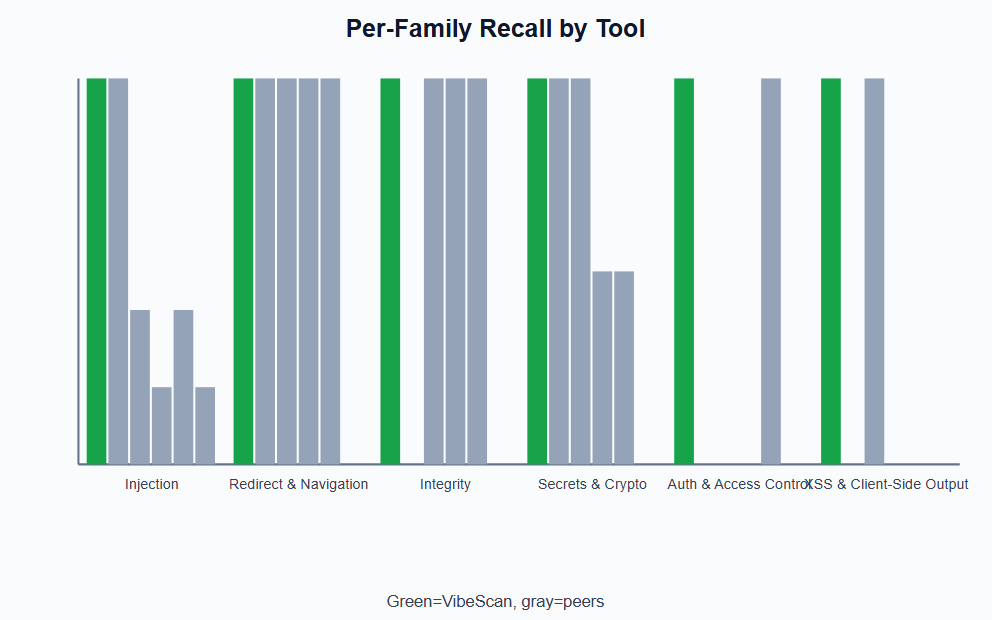 Per-Family Recall by Tool
Injection
Redirect & Navigation
Integrity
Secrets & Crypto
Auth & Access Control
XSS & Client-Side Output
Green=VibeScan, gray=peers